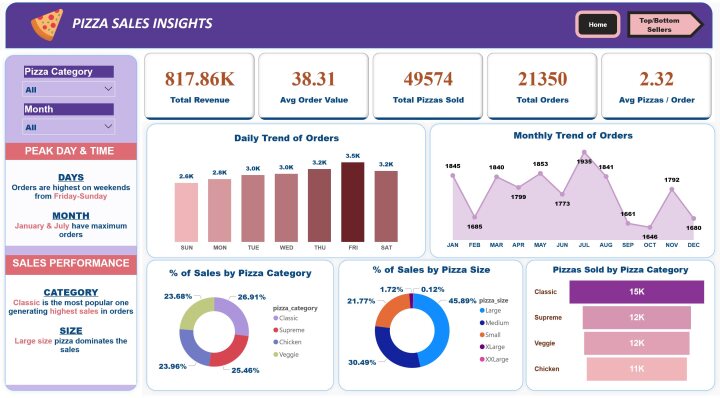 PIZZA SALES INSIGHTS
Home
Top/Bottom
Sellers
Pizza Category
All
Month
All
PEAK DAY & TIME
DAYS
Orders are highest on weekends
from Friday-Sunday
MONTH
January & July have maximum
orders
SALES PERFORMANCE
CATEGORY
Classic is the most popular one
generating highest sales in orders
SIZE
Large size pizza dominates the
sales
817.86K
Total Revenue
38.31
Avg Order Value
49574
Total Pizzas Sold
21350
Total Orders
2.32
Avg Pizzas / Order
Daily Trend of Orders
2.6K 2.8K 3.0K 3.0K 3.2K 3.5K 3.2K
SUN MON TUE WED THU FRI SAT
Monthly Trend of Orders
1845 1685 1840 1799 1853 1773 1935 1841 1661 1646 1792 1680
JAN FEB MAR APR MAY JUN JUL AUG SEP OCT NOV DEC
% of Sales by Pizza Category
23.68% 26.91%
23.96% 25.46%
pizza_category
Classic
Supreme
Chicken
Veggie
% of Sales by Pizza Size
1.72% 0.12%
21.77% 45.89%
30.49%
pizza_size
Large
Medium
Small
XLarge
XXLarge
Pizzas Sold by Pizza Category
Classic 15K
Supreme 12K
Veggie 12K
Chicken 11K